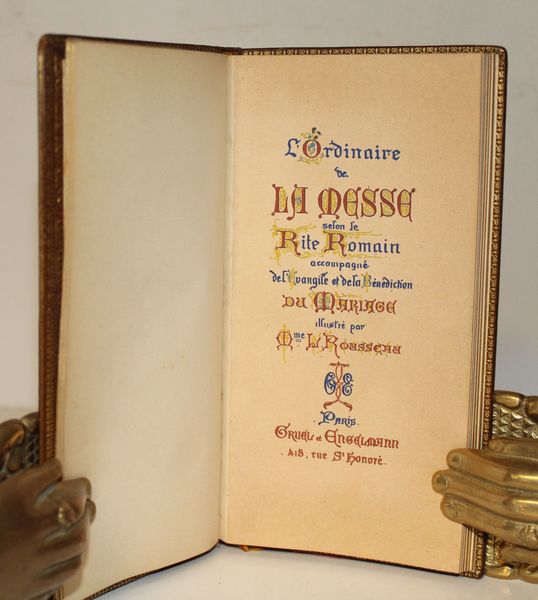 L'Ordinaire
de
LA MESSE
selon le
Rite Romain
accompagné
de l'Evangile et de la Bénédiction
DU MARIAGE
illustré par
Mme L. ROUSSEAU
G E
PARIS.
GRUEL et ENGELMANN
. 418, rue St Honoré.